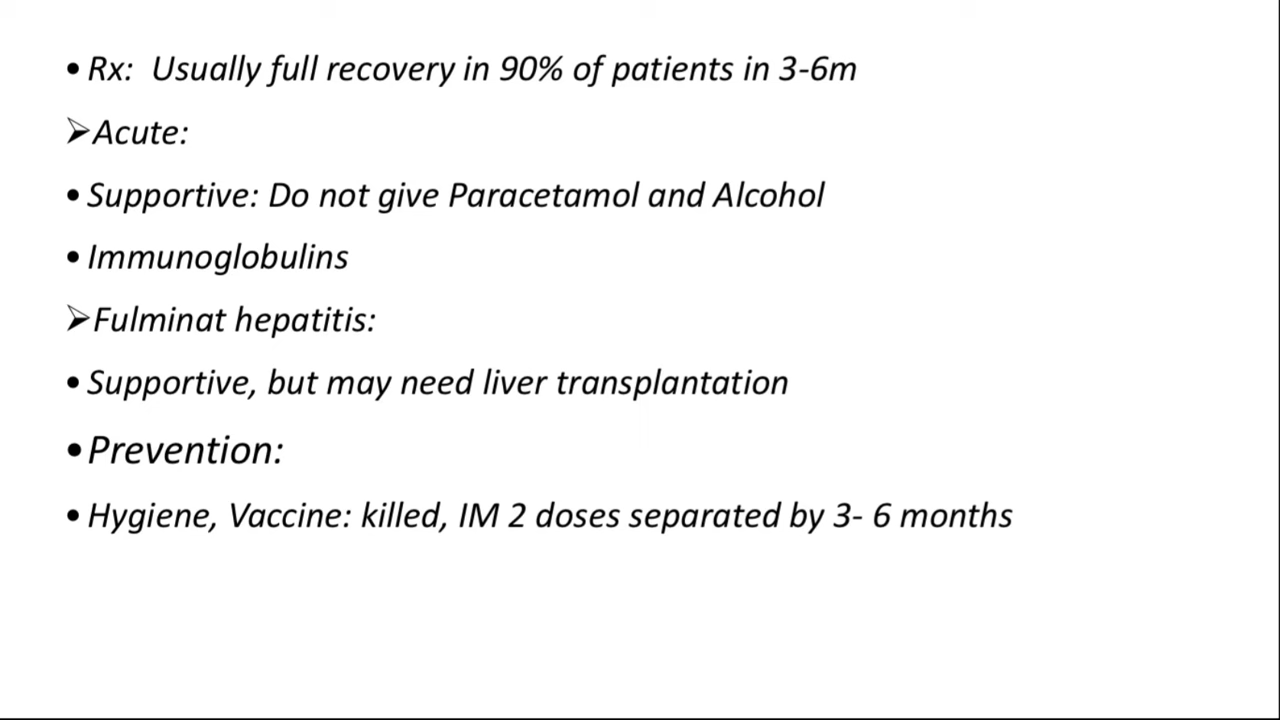 • Rx:  Usually full recovery in 90% of patients in 3-6m
➢Acute:
• Supportive: Do not give Paracetamol and Alcohol
• Immunoglobulins
➢Fulminat hepatitis:
• Supportive, but may need liver transplantation
• Prevention:
• Hygiene, Vaccine: killed, IM 2 doses separated by 3- 6 months